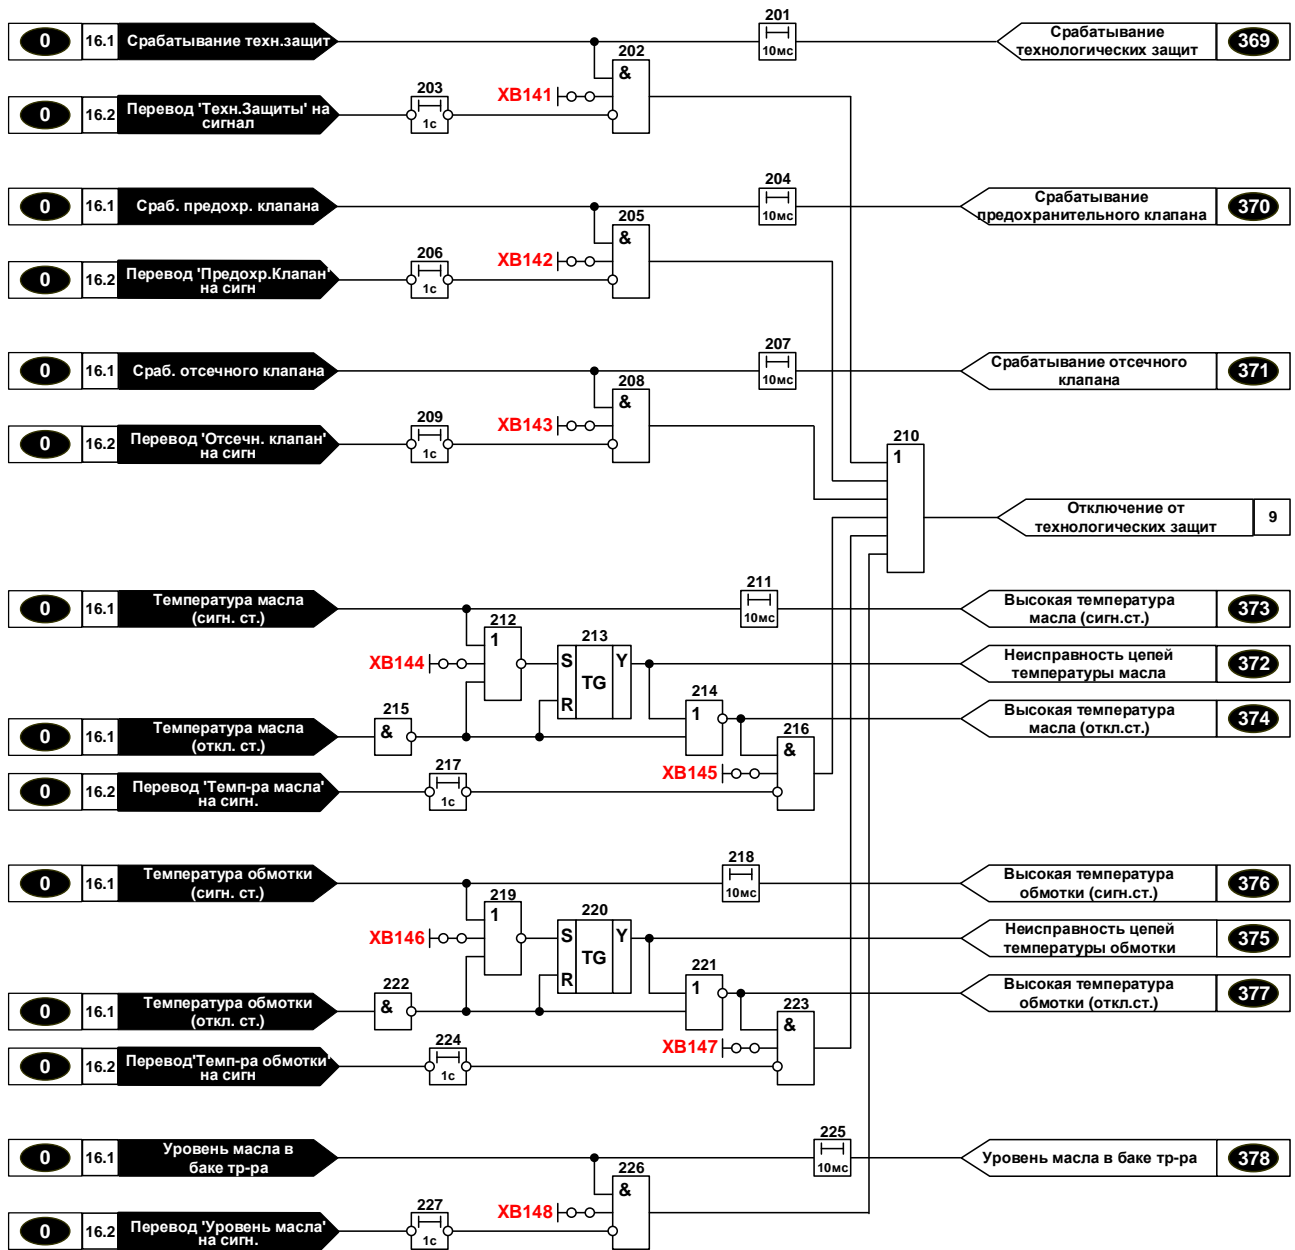 201
0 16.1 Срабатывание техн.защит
10мс
Срабатывание
технологических защит
369
202
&
203
XB141
0 16.2 Перевод 'Техн.Защиты' на
сигнал
1с
204
0 16.1 Сраб. предохр. клапана
10мс
Срабатывание
предохранительного клапана
370
205
&
206
XB142
0 16.2 Перевод 'Предохр.Клапан'
на сигн
1с
207
0 16.1 Сраб. отсечного клапана
10мс
Срабатывание отсечного
клапана
371
208
&
209
XB143
0 16.2 Перевод 'Отсечн. клапан'
на сигн
1с
210
1
Отключение от
технологических защит
9
211
0 16.1 Температура масла
(сигн. ст.)
10мс
Высокая температура
масла (сигн.ст.)
373
212
1
213
XB144
S Y
TG
R
Неисправность цепей
температуры масла
372
214
1
215
0 16.1 Температура масла
(откл. ст.)
&
Высокая температура
масла (откл.ст.)
374
216
&
217
XB145
0 16.2 Перевод 'Темп-ра масла'
на сигн.
1с
218
0 16.1 Температура обмотки
(сигн. ст.)
10мс
Высокая температура
обмотки (сигн.ст.)
376
219
1
220
XB146
S Y
TG
R
Неисправность цепей
температуры обмотки
375
221
1
222
0 16.1 Температура обмотки
(откл. ст.)
&
Высокая температура
обмотки (откл.ст.)
377
223
&
224
XB147
0 16.2 Перевод'Темп-ра обмотки'
на сигн
1с
225
0 16.1 Уровень масла в
баке тр-ра
10мс
Уровень масла в баке тр-ра
378
226
&
227
XB148
0 16.2 Перевод 'Уровень масла'
на сигн.
1с